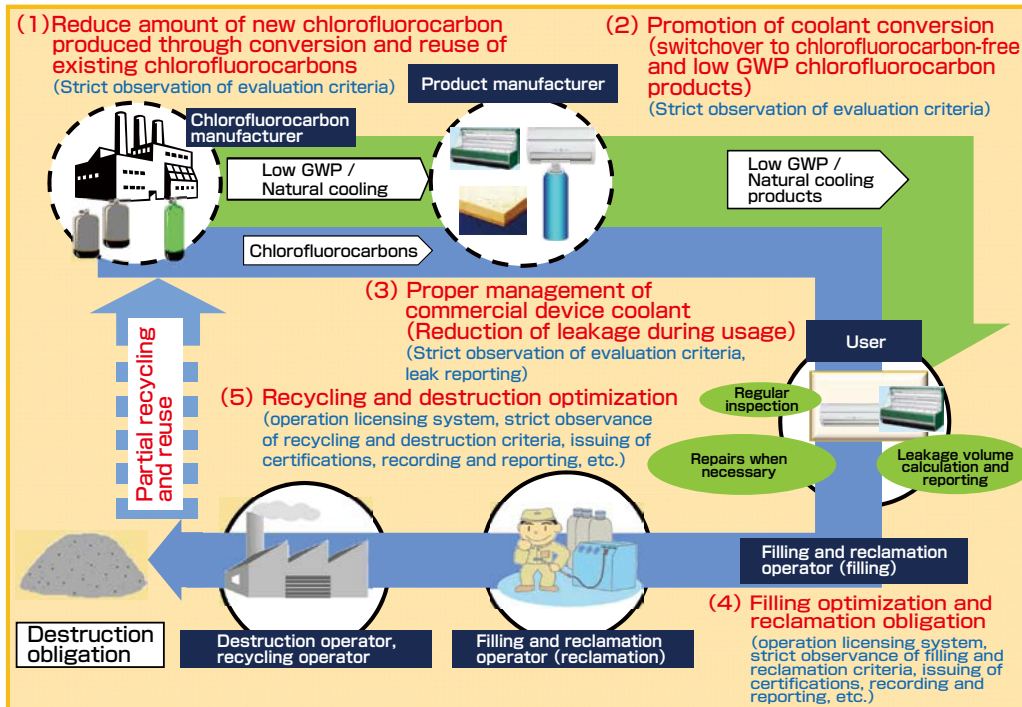 (1) Reduce amount of new chlorofluorocarbon
produced through conversion and reuse of
existing chlorofluorocarbons
(Strict observation of evaluation criteria)
(2) Promotion of coolant conversion
(switchover to chlorofluorocarbon-free
and low GWP chlorofluorocarbon
products)
(Strict observation of evaluation criteria)
Product manufacturer
Chlorofluorocarbon
manufacturer
Low GWP /
Natural cooling
Low GWP /
Natural cooling
products
Chlorofluorocarbons
(3) Proper management of
commercial device coolant
(Reduction of leakage during usage)
(Strict observation of evaluation criteria,
leak reporting)
User
Regular
inspection
Repairs when
necessary
Leakage volume
calculation and
reporting
(5) Recycling and destruction optimization
(operation licensing system, strict observance
of recycling and destruction criteria, issuing of
certifications, recording and reporting, etc.)
Partial recycling
and reuse
Filling and reclamation
operator (filling)
(4) Filling optimization and
reclamation obligation
(operation licensing system,
strict observance of filling and
reclamation criteria, issuing of
certifications, recording and
reporting, etc.)
Destruction
obligation
Destruction operator,
recycling operator
Filling and reclamation
operator (reclamation)